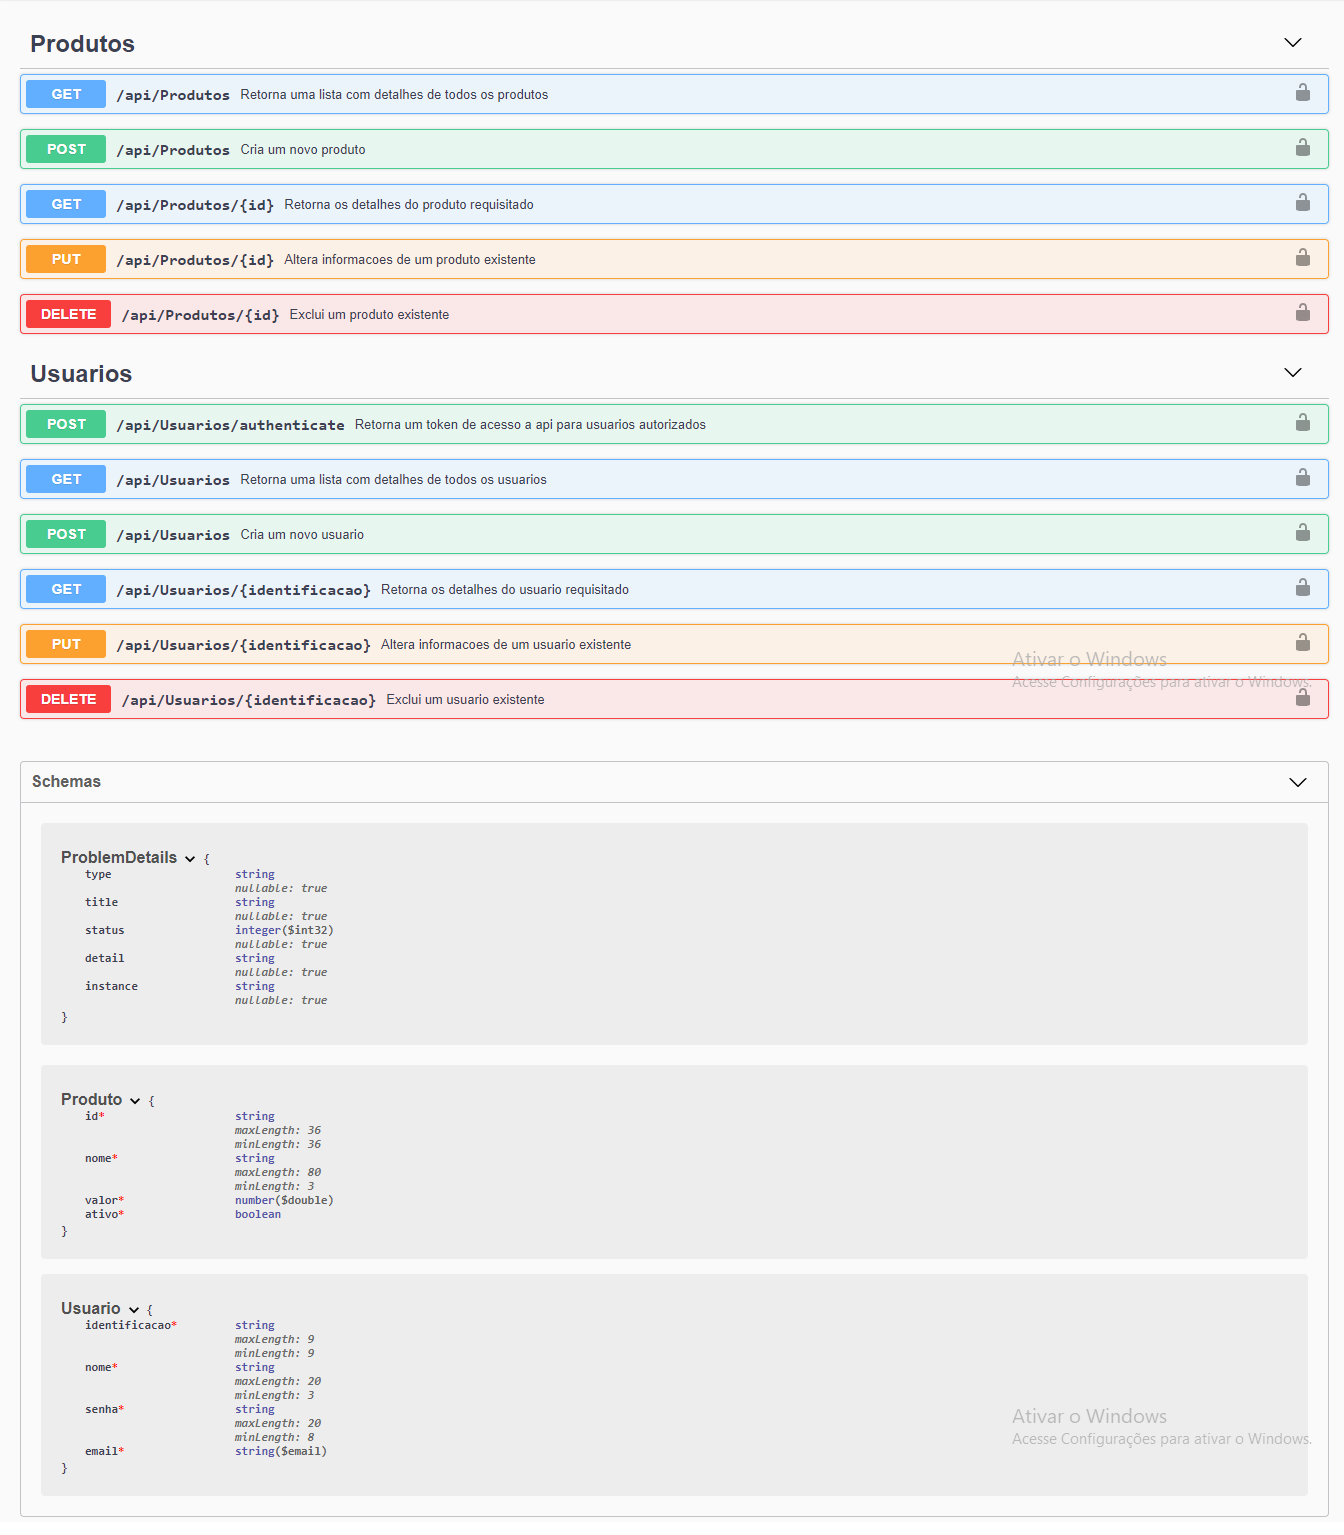 Produtos
GET /api/Produtos Retorna uma lista com detalhes de todos os produtos
POST /api/Produtos Cria um novo produto
GET /api/Produtos/{id} Retorna os detalhes do produto requisitado
PUT /api/Produtos/{id} Altera informacoes de um produto existente
DELETE /api/Produtos/{id} Exclui um produto existente
Usuarios
POST /api/Usuarios/authenticate Retorna um token de acesso a api para usuarios autorizados
GET /api/Usuarios Retorna uma lista com detalhes de todos os usuarios
POST /api/Usuarios Cria um novo usuario
GET /api/Usuarios/{identificacao} Retorna os detalhes do usuario requisitado
PUT /api/Usuarios/{identificacao} Altera informacoes de um usuario existente
Ativar o Windows
Acesse Configurações para ativar o Windows.
DELETE /api/Usuarios/{identificacao} Exclui um usuario existente
Schemas
ProblemDetails {
type string
nullable: true
title string
nullable: true
status integer($int32)
nullable: true
detail string
nullable: true
instance string
nullable: true
}
Produto {
id* string
maxLength: 36
minLength: 36
nome* string
maxLength: 80
minLength: 3
valor* number($double)
ativo* boolean
}
Usuario {
identificacao* string
maxLength: 9
minLength: 9
nome* string
maxLength: 20
minLength: 3
senha* string
maxLength: 20
minLength: 8
email* string($email)
}
Ativar o Windows
Acesse Configurações para ativar o Windows.